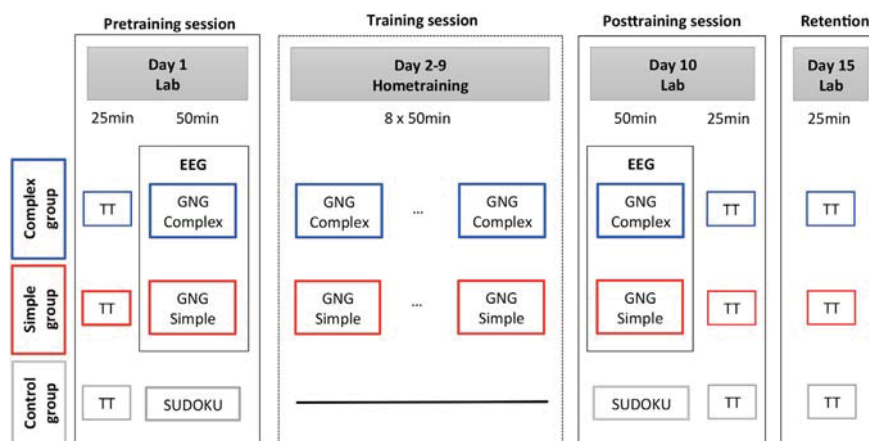 Pretraining session Training session Posttraining session Retention
Day 1 Day 2-9 Day 10 Day 15
Lab Hometraining Lab Lab
25min 50min 8 x 50min 50min 25min 25min
EEG EEG
Complex group TT GNG Complex GNG Complex ... GNG Complex GNG Complex TT TT
Simple group TT GNG Simple GNG Simple ... GNG Simple GNG Simple TT TT
Control group TT SUDOKU SUDOKU TT TT